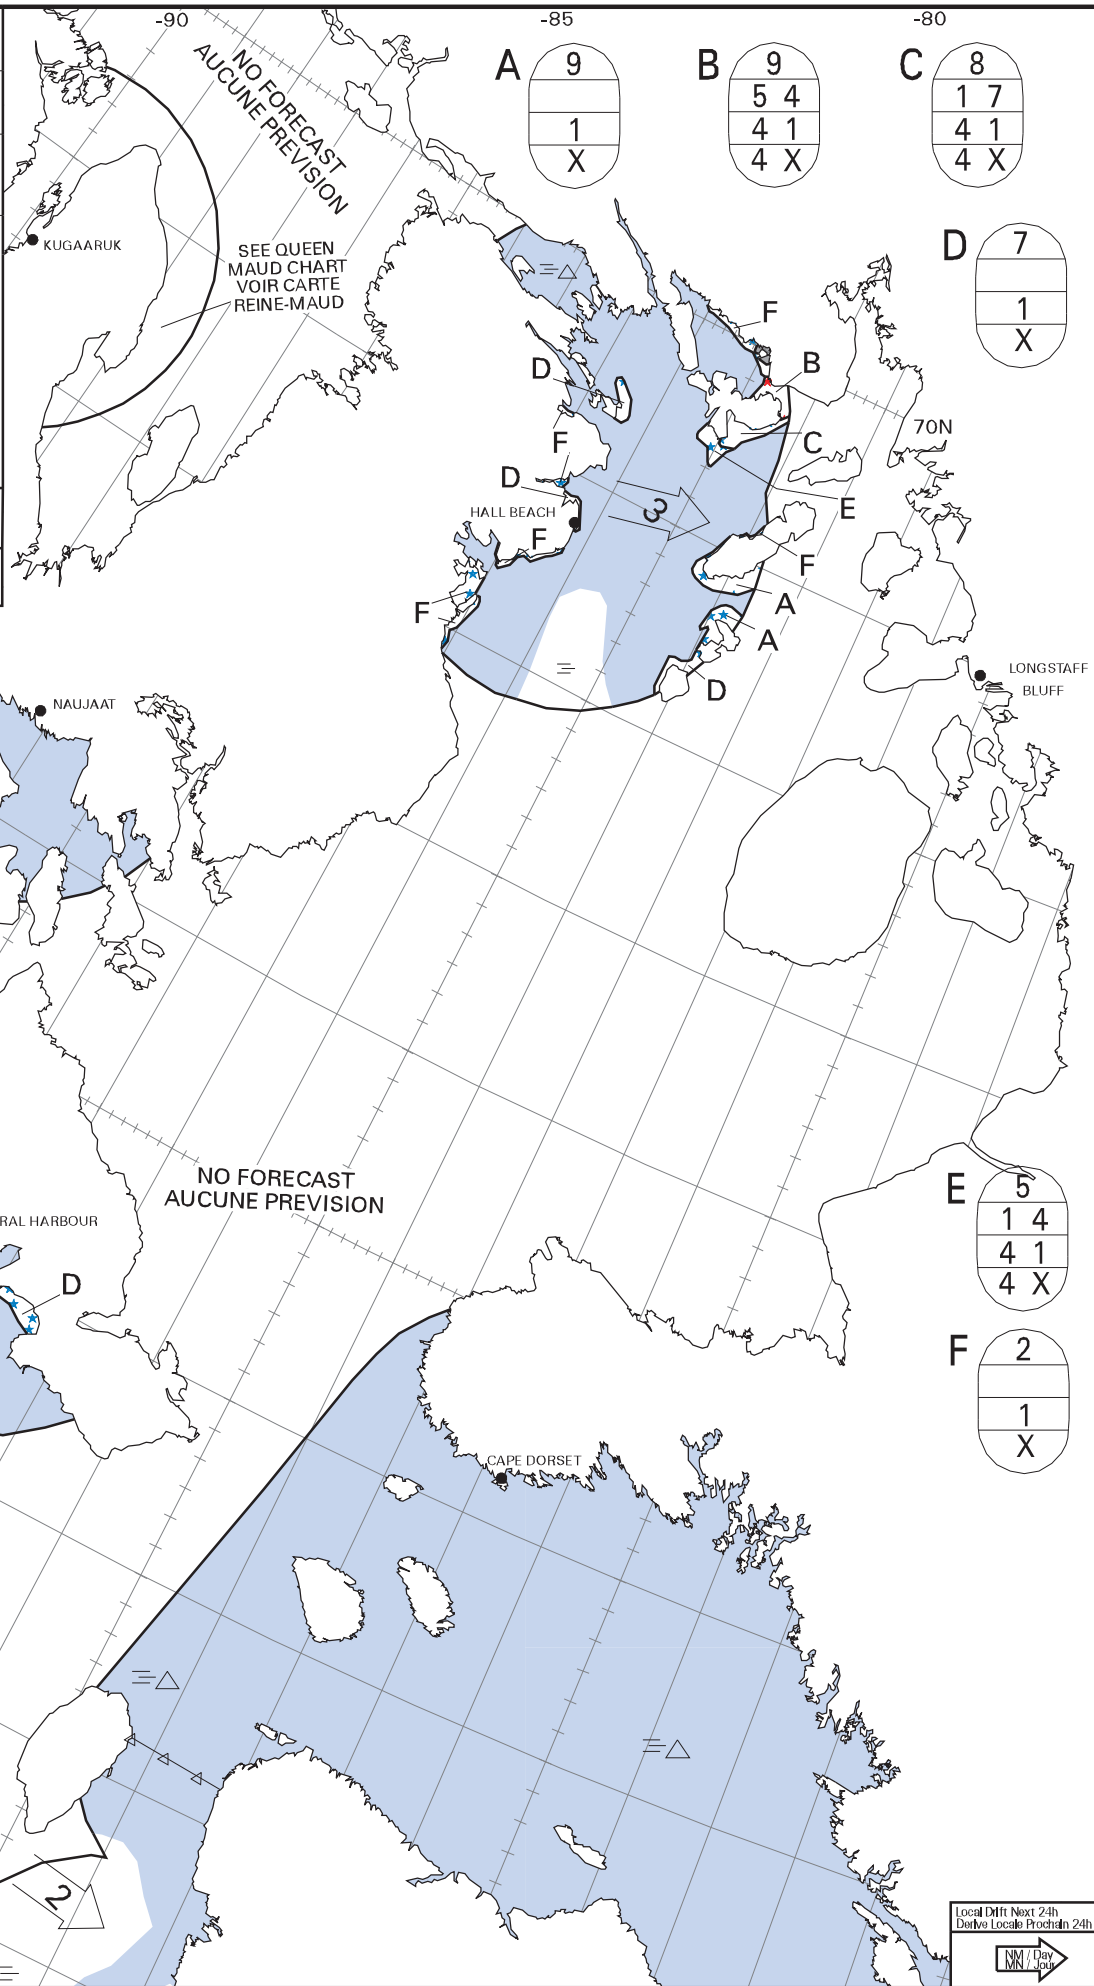 -90
-85
-80
NO FORECAST
AUCUNE PREVISION
A
9
1
X
B
9
5 4
4 1
4 X
C
8
1 7
4 1
4 X
D
7
1
X
KUGAARUK
SEE QUEEN
MAUD CHART
VOIR CARTE
REINE-MAUD
F
B
D
C
70N
F
D
E
HALL BEACH
3
F
F
A
F
A
D
LONGSTAFF
BLUFF
NAUJAAT
NO FORECAST
AUCUNE PREVISION
E
5
1 4
4 1
4 X
RAL HARBOUR
D
F
2
1
X
CAPE DORSET
2
Local Drift Next 24h
Derive Locale Prochain 24h
NM / Day
MN / Jour